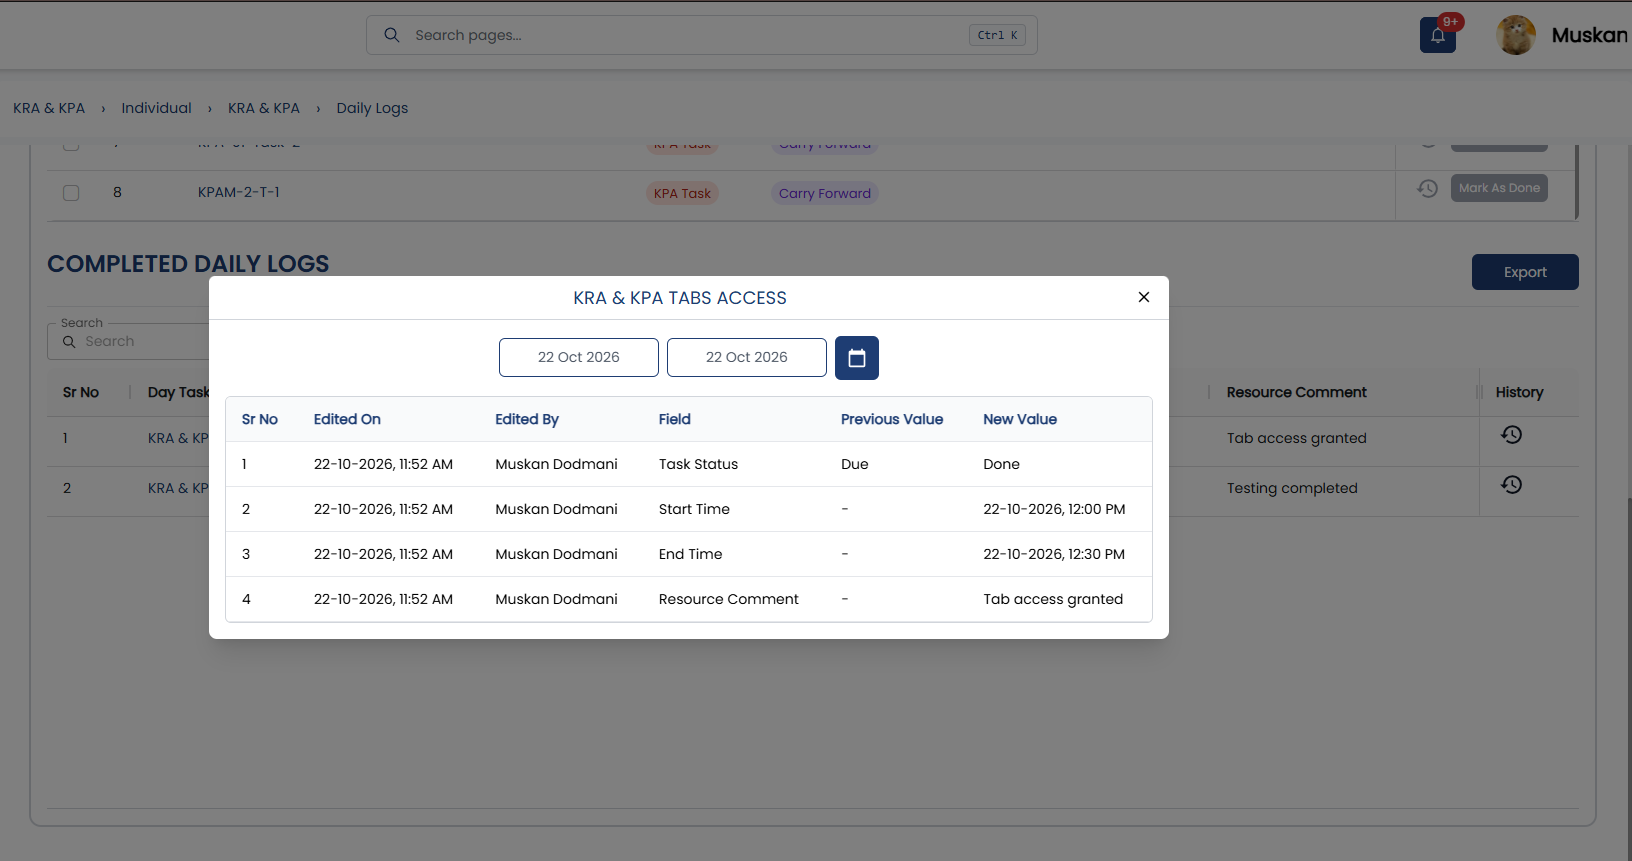 Search pages...
Ctrl K
9+
Muskan
KRA & KPA › Individual › KRA & KPA › Daily Logs
8 KPAM-2-T-1 KPA Task Carry Forward Mark As Done
COMPLETED DAILY LOGS
Export
Search
Search
Sr No Day Task Resource Comment History
1 KRA & KP Tab access granted
2 KRA & KP Testing completed
KRA & KPA TABS ACCESS
22 Oct 2026 22 Oct 2026
Sr No Edited On Edited By Field Previous Value New Value
1 22-10-2026, 11:52 AM Muskan Dodmani Task Status Due Done
2 22-10-2026, 11:52 AM Muskan Dodmani Start Time - 22-10-2026, 12:00 PM
3 22-10-2026, 11:52 AM Muskan Dodmani End Time - 22-10-2026, 12:30 PM
4 22-10-2026, 11:52 AM Muskan Dodmani Resource Comment - Tab access granted